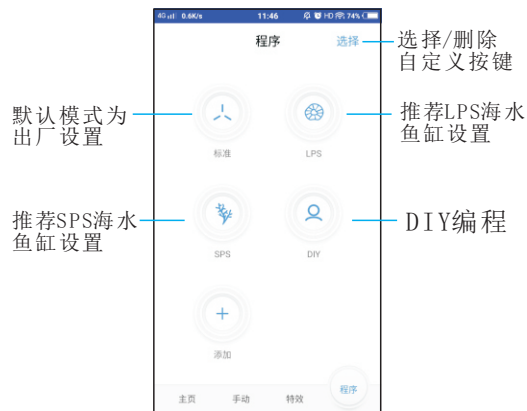 4G 0.6K/s 11:46 HD 74%
程序
选择
选择/删除
自定义按键
默认模式为
出厂设置
推荐LPS海水
鱼缸设置
标准
LPS
推荐SPS海水
鱼缸设置
DIY编程
SPS
DIY
添加
主页
手动
特效
程序